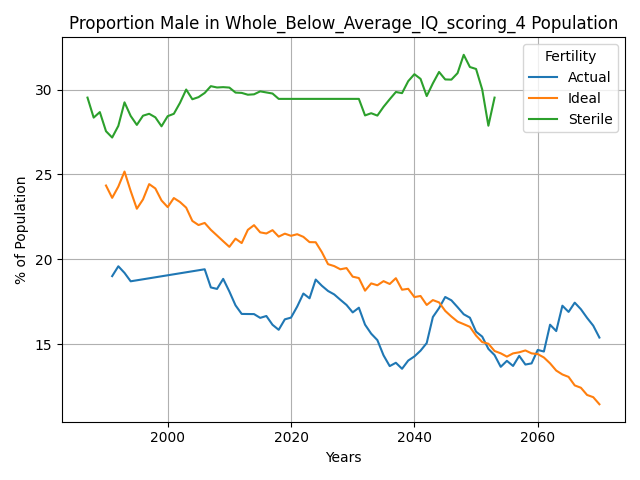 Proportion Male in Whole_Below_Average_IQ_scoring_4 Population
Fertility
Actual
Ideal
Sterile
% of Population
30
25
20
15
2000
2020
2040
2060
Years